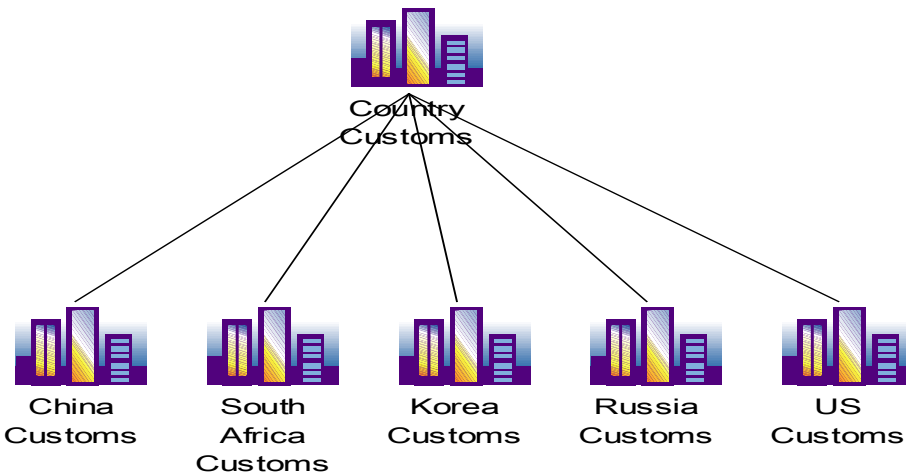 Country
Customs
China
Customs
South
Africa
Customs
Korea
Customs
Russia
Customs
US
Customs